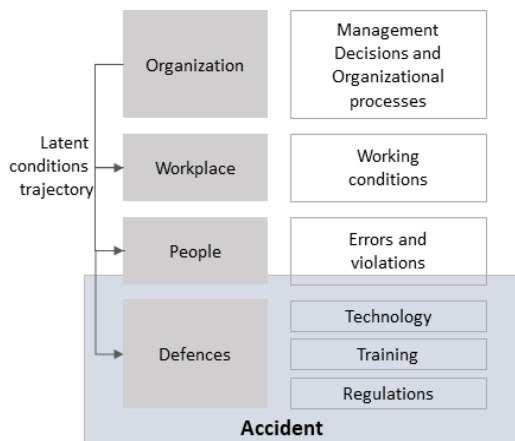 Organization
Management
Decisions and
Organizational
processes
Latent
conditions
trajectory
Workplace
Working
conditions
People
Errors and
violations
Defences
Technology
Training
Regulations
Accident